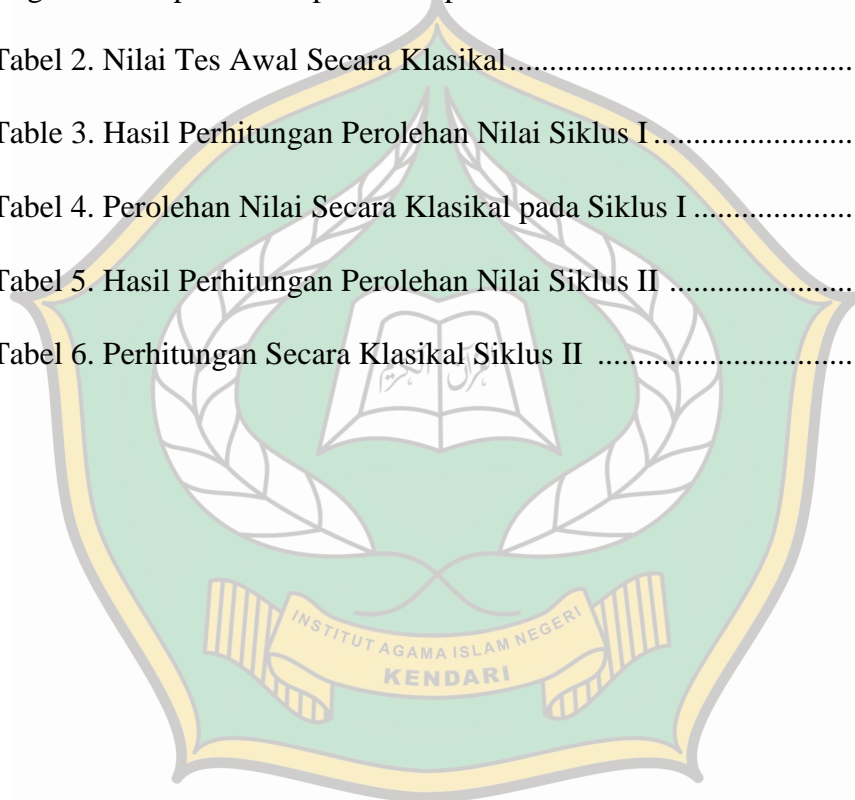 Tabel 2. Nilai Tes Awal Secara Klasikal..........................................
Table 3. Hasil Perhitungan Perolehan Nilai Siklus I.........................
Tabel 4. Perolehan Nilai Secara Klasikal pada Siklus I ....................
Tabel 5. Hasil Perhitungan Perolehan Nilai Siklus II .......................
Tabel 6. Perhitungan Secara Klasikal Siklus II ................................
القرآن الكريم
INSTITUT AGAMA ISLAM NEGERI
KENDARI